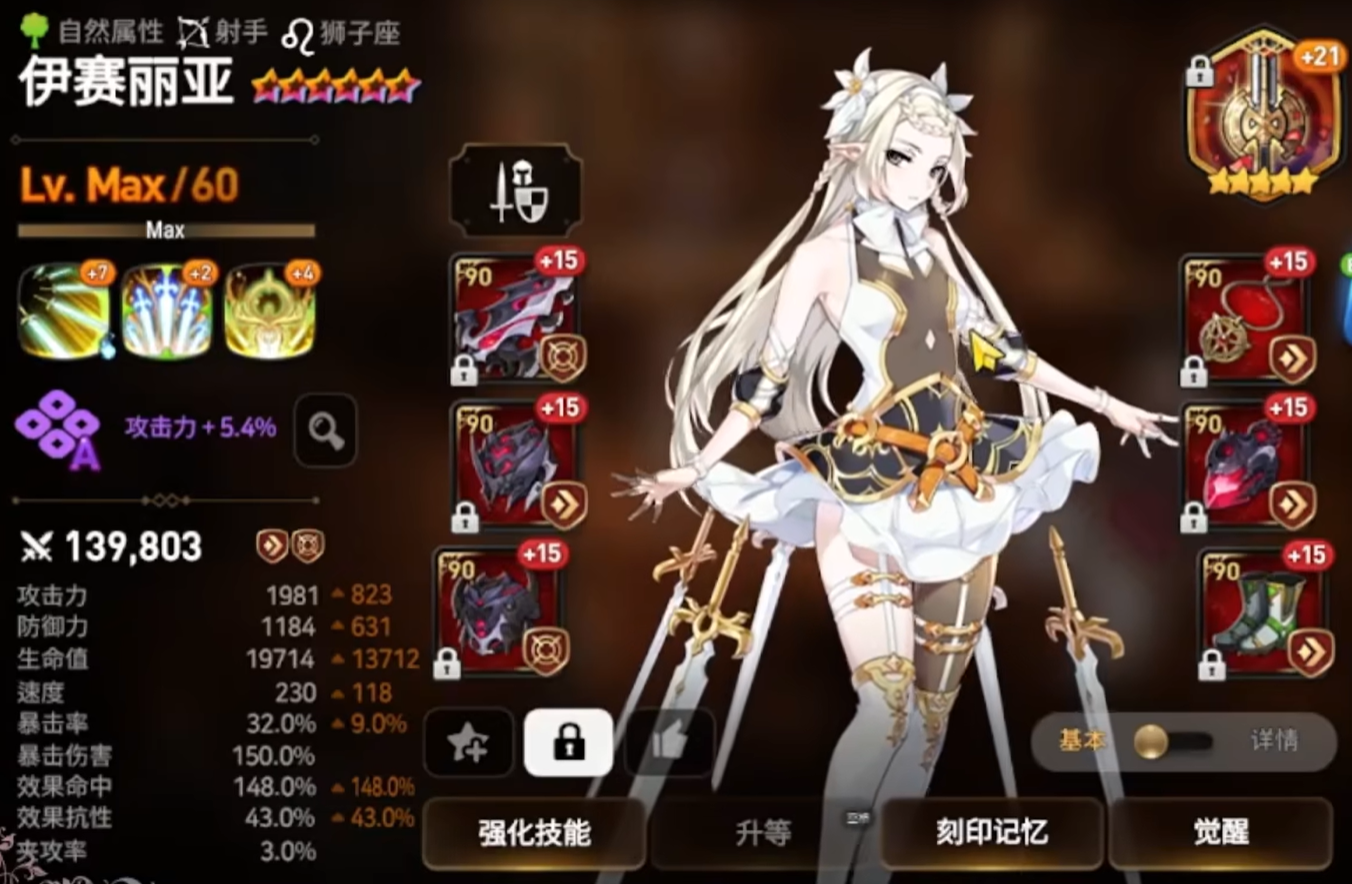 自然属性 射手 狮子座
伊赛丽亚
+21
Lv. Max/60
Max
+7 +2 +4
攻击力+5.4%
A
139,803
攻击力 1981 823
防御力 1184 631
生命值 19714 13712
速度 230 118
暴击率 32.0% 9.0%
暴击伤害 150.0%
效果命中 148.0% 148.0%
效果抗性 43.0% 43.0%
夹攻率 3.0%
90 +15
90 +15
90 +15
90 +15
90 +15
90 +15
基本 详情
强化技能 升等 刻印记忆 觉醒